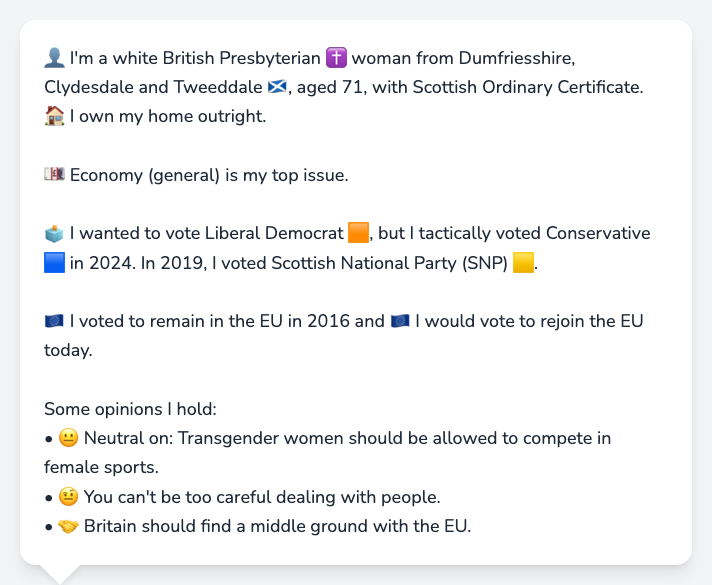 👤 I'm a white British Presbyterian ✝️ woman from Dumfriesshire,
Clydesdale and Tweeddale 🏴󠁧󠁢󠁳󠁣󠁴󠁿, aged 71, with Scottish Ordinary Certificate.
🏠 I own my home outright.
💷 Economy (general) is my top issue.
🗳️ I wanted to vote Liberal Democrat 🟧, but I tactically voted Conservative
🟦 in 2024. In 2019, I voted Scottish National Party (SNP) 🟨.
🇪🇺 I voted to remain in the EU in 2016 and 🇪🇺 I would vote to rejoin the EU
today.
Some opinions I hold:
• 😐 Neutral on: Transgender women should be allowed to compete in
female sports.
• 🤨 You can't be too careful dealing with people.
• 🤝 Britain should find a middle ground with the EU.